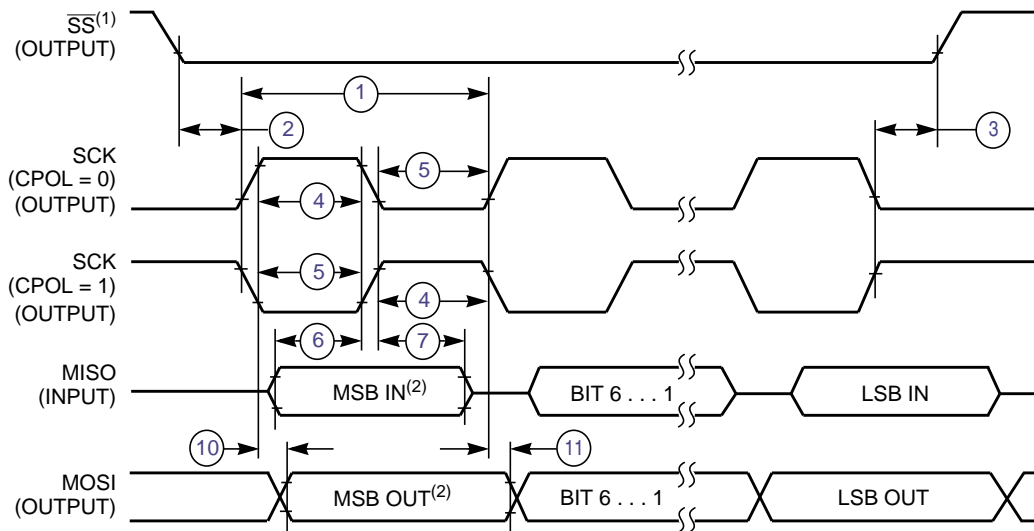 SS(1)
(OUTPUT)
1
2
3
SCK
(CPOL = 0)
(OUTPUT)
5
4
SCK
(CPOL = 1)
(OUTPUT)
5
4
6
7
MISO
(INPUT)
MSB IN(2)
BIT 6 . . . 1
LSB IN
10
11
MOSI
(OUTPUT)
MSB OUT(2)
BIT 6 . . . 1
LSB OUT